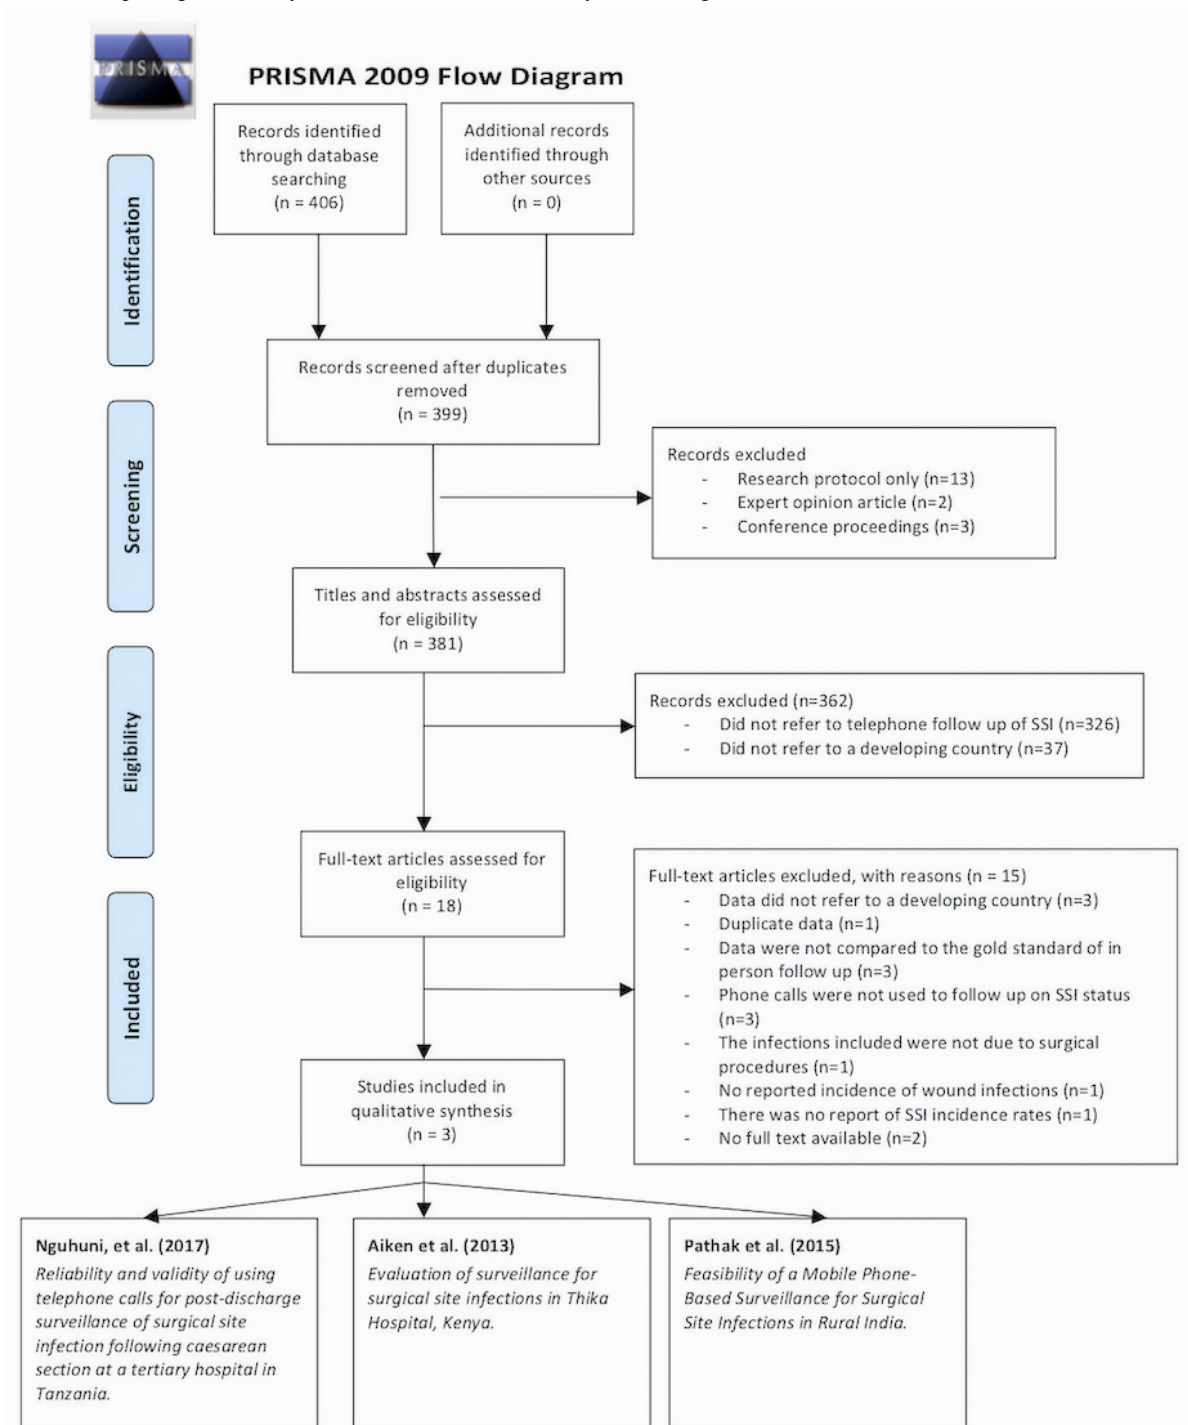 PRISMA
PRISMA 2009 Flow Diagram
Records identified
through database
searching
(n = 406)
Additional records
identified through
other sources
(n = 0)
Identification
Records screened after duplicates
removed
(n = 399)
Screening
Records excluded
- Research protocol only (n=13)
- Expert opinion article (n=2)
- Conference proceedings (n=3)
Titles and abstracts assessed
for eligibility
(n = 381)
Eligibility
Records excluded (n=362)
- Did not refer to telephone follow up of SSI (n=326)
- Did not refer to a developing country (n=37)
Full-text articles assessed for
eligibility
(n = 18)
Full-text articles excluded, with reasons (n = 15)
- Data did not refer to a developing country (n=3)
- Duplicate data (n=1)
- Data were not compared to the gold standard of in
person follow up (n=3)
- Phone calls were not used to follow up on SSI status
(n=3)
- The infections included were not due to surgical
procedures (n=1)
- No reported incidence of wound infections (n=1)
- There was no report of SSI incidence rates (n=1)
- No full text available (n=2)
Included
Studies included in
qualitative synthesis
(n = 3)
Nguhuni, et al. (2017)
Reliability and validity of using
telephone calls for post-discharge
surveillance of surgical site
infection following caesarean
section at a tertiary hospital in
Tanzania.
Aiken et al. (2013)
Evaluation of surveillance for
surgical site infections in Thika
Hospital, Kenya.
Pathak et al. (2015)
Feasibility of a Mobile Phone-
Based Surveillance for Surgical
Site Infections in Rural India.